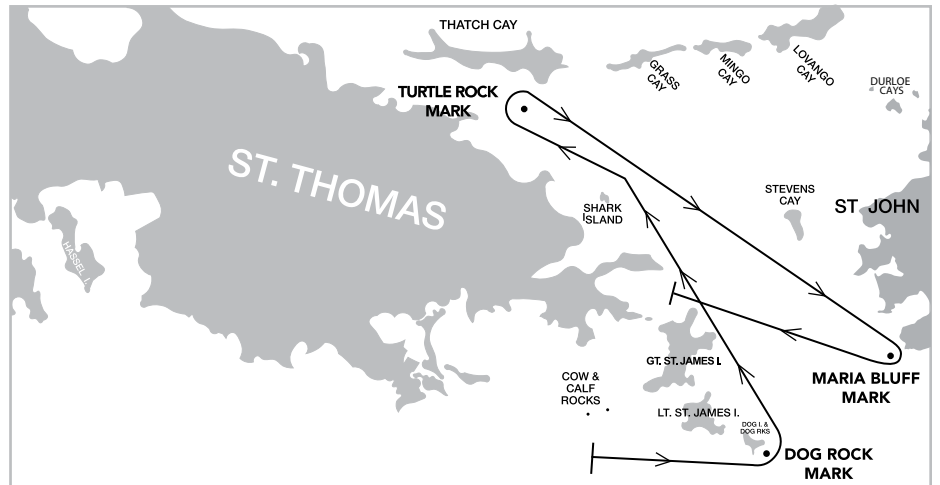 THATCH CAY
GRASS
CAY
MINGO
CAY
LOVANGO
CAY
DURLOE
CAYS
TURTLE ROCK
MARK
ST. THOMAS
STEVENS
CAY
ST JOHN
SHARK
ISLAND
HASSEL I.
GT. ST. JAMES I.
MARIA BLUFF
MARK
COW &
CALF
ROCKS
LT. ST. JAMES I.
DOG I. &
DOG RKS
DOG ROCK
MARK